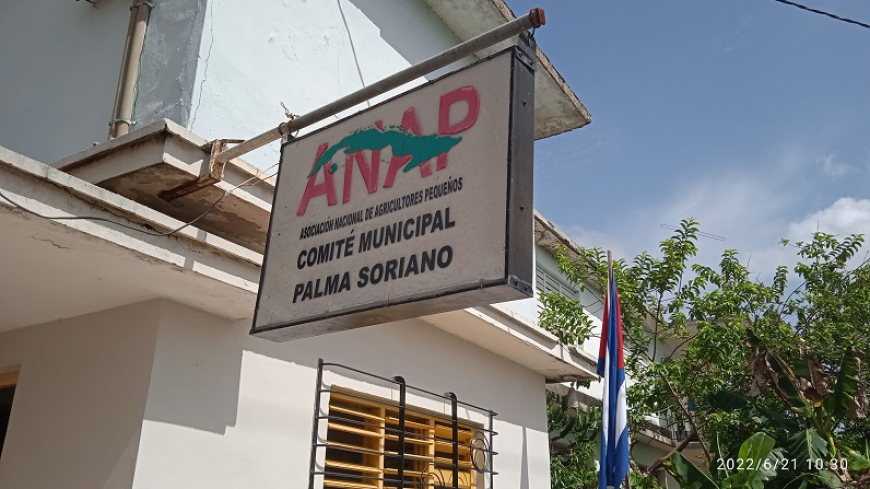 ANAP
ASOCIACIÓN NACIONAL DE AGRICULTORES PEQUEÑOS
COMITÉ MUNICIPAL
PALMA SORIANO
2022/6/21 10:30